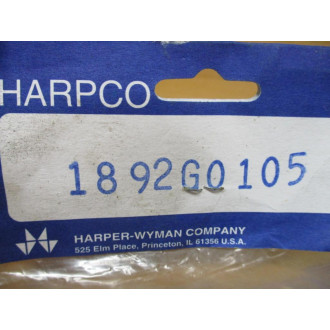 HARPCO
1892G0105
HARPER-WYMAN COMPANY
525 Elm Place, Princeton, IL 61356 U.S.A.